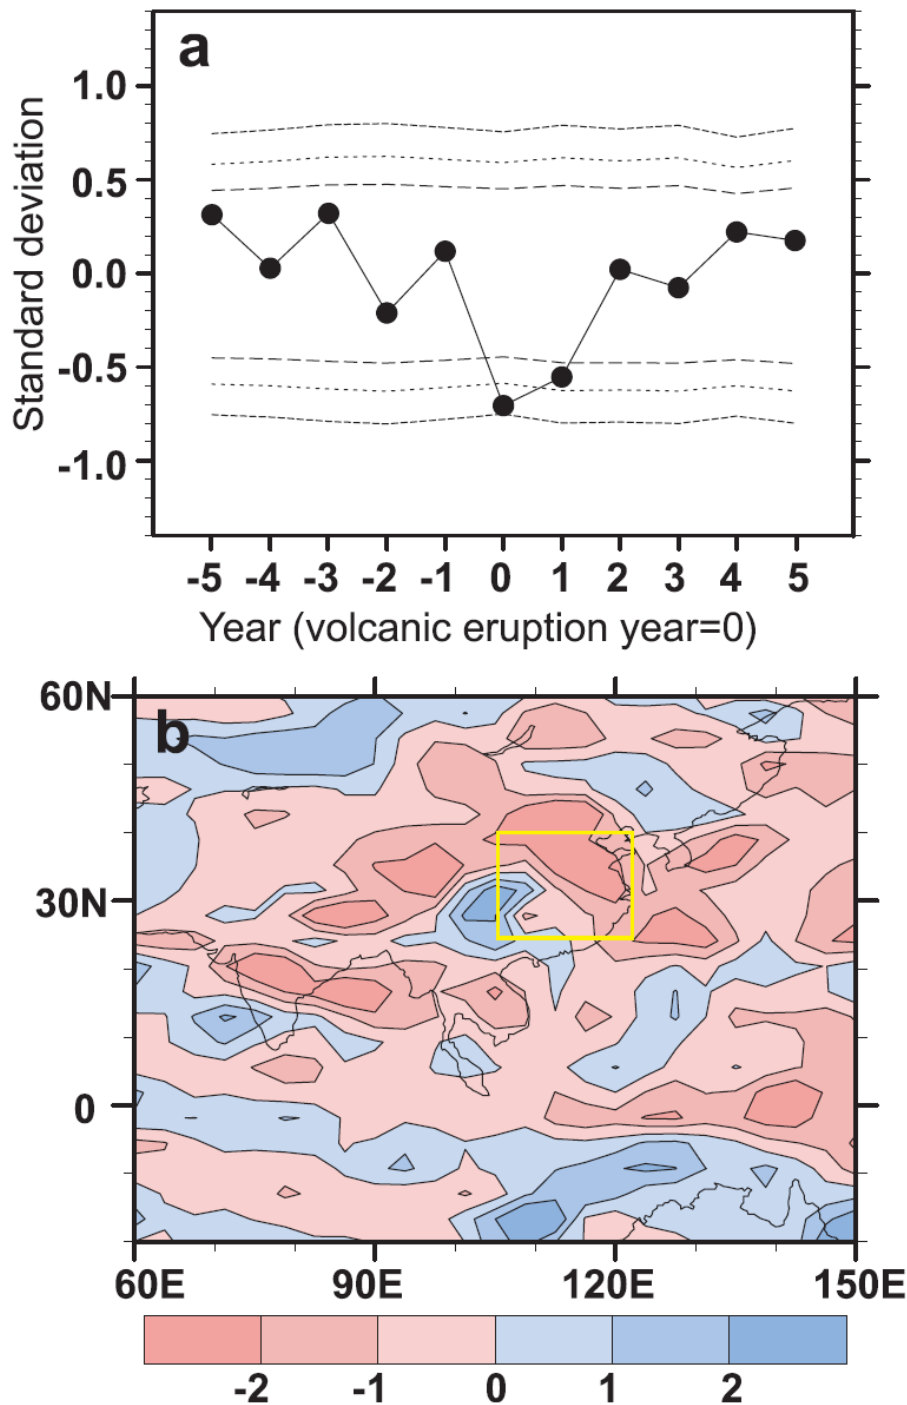 a
Standard deviation
1.0
0.5
0.0
-0.5
-1.0
-5 -4 -3 -2 -1 0 1 2 3 4 5
Year (volcanic eruption year=0)
b
60N
30N
0
60E 90E 120E 150E
-2 -1 0 1 2